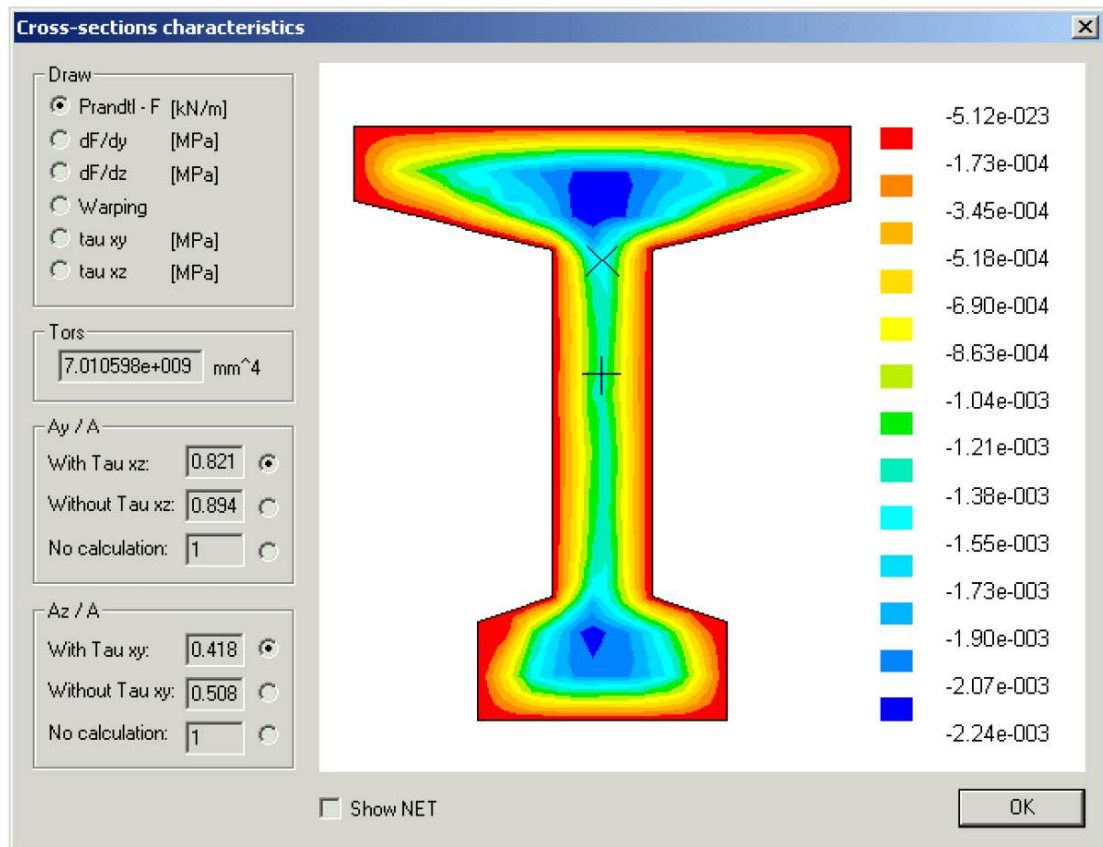 Cross-sections characteristics
Draw
Prandtl - F [kN/m]
dF/dy [MPa]
dF/dz [MPa]
Warping
tau xy [MPa]
tau xz [MPa]
Tors
7.010598e+009 mm^4
Ay / A
With Tau xz: 0.821
Without Tau xz: 0.894
No calculation: 1
Az / A
With Tau xy: 0.418
Without Tau xy: 0.508
No calculation: 1
-5.12e-023
-1.73e-004
-3.45e-004
-5.18e-004
-6.90e-004
-8.63e-004
-1.04e-003
-1.21e-003
-1.38e-003
-1.55e-003
-1.73e-003
-1.90e-003
-2.07e-003
-2.24e-003
Show NET
OK